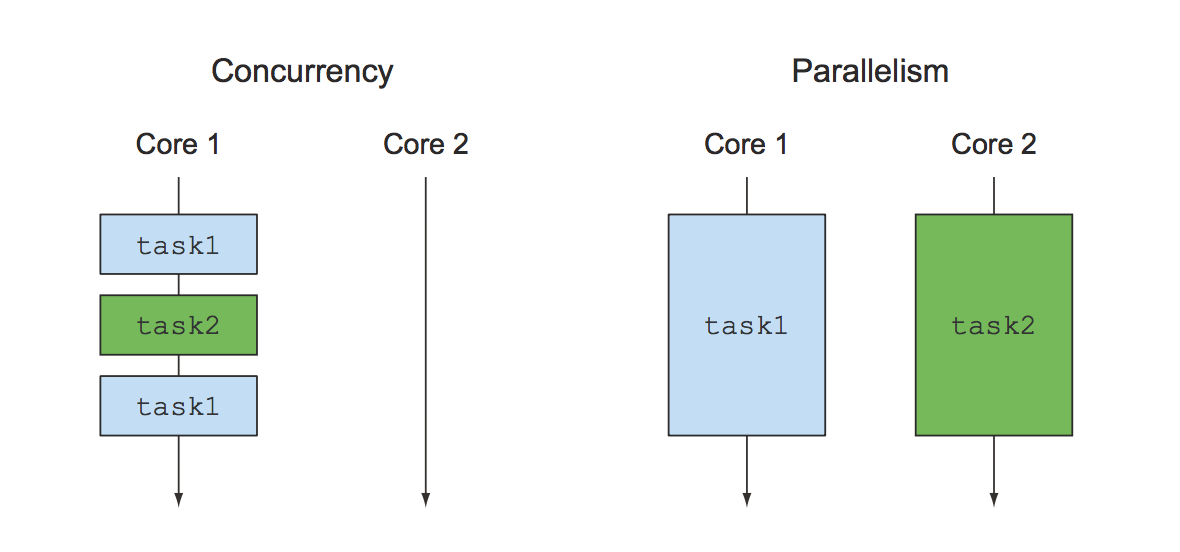 Concurrency
Parallelism
Core 1
Core 2
Core 1
Core 2
task1
task2
task1
task1
task2